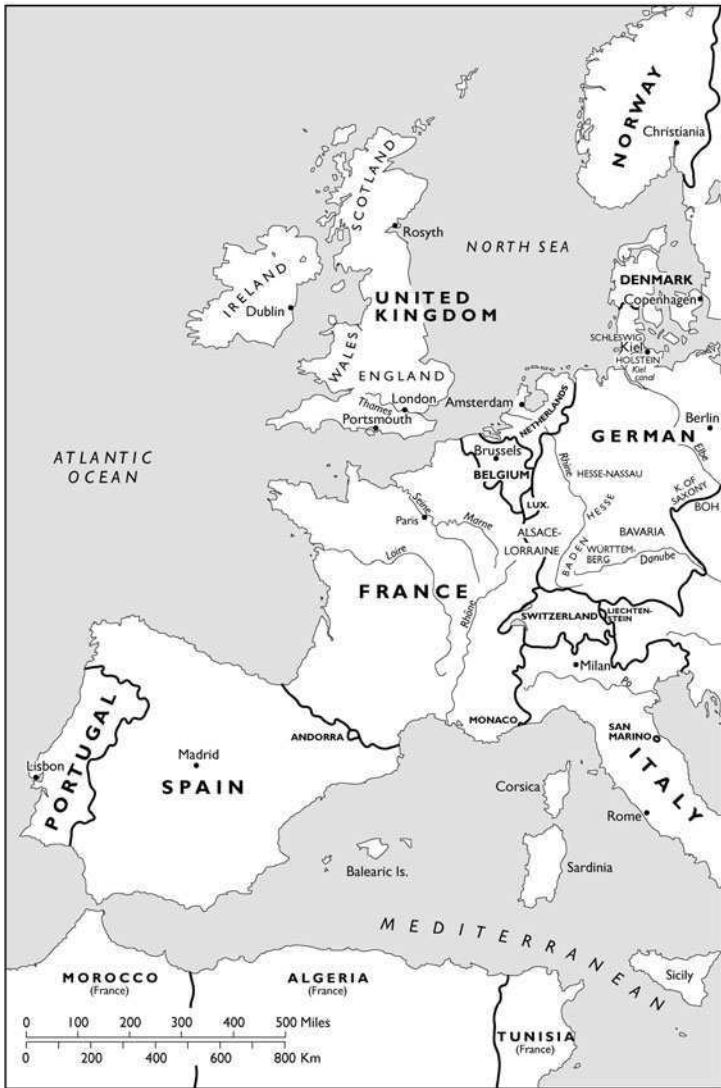 NORWAY
Christiania
SCOTLAND
Rosyth
NORTH SEA
DENMARK
Copenhagen
IRELAND
Dublin
UNITED
KINGDOM
SCHLESWIG
Kiel
HOLSTEIN
Kiel
canal
WALES
ENGLAND
London
Thames
Portsmouth
Amsterdam
NETHERLANDS
Berlin
GERMAN
Elbe
ATLANTIC
OCEAN
Brussels
BELGIUM
Rhine
HESSE-NASSAU
K. OF
SAXONY
LUX.
HESSE
BOH
Seine
Paris
Marne
ALSACE-
LORRAINE
BADEN
BAVARIA
WÜRTTEM-
BERG
Danube
Loire
FRANCE
Rhône
SWITZERLAND
LIECHTEN-
STEIN
Milan
Po
PORTUGAL
Lisbon
ANDORRA
MONACO
SAN
MARINO
ITALY
Madrid
SPAIN
Corsica
Rome
Balearic Is.
Sardinia
MEDITERRANEAN
Sicily
MOROCCO
(France)
ALGERIA
(France)
TUNISIA
(France)
0 100 200 300 400 500 Miles
0 200 400 600 800 Km